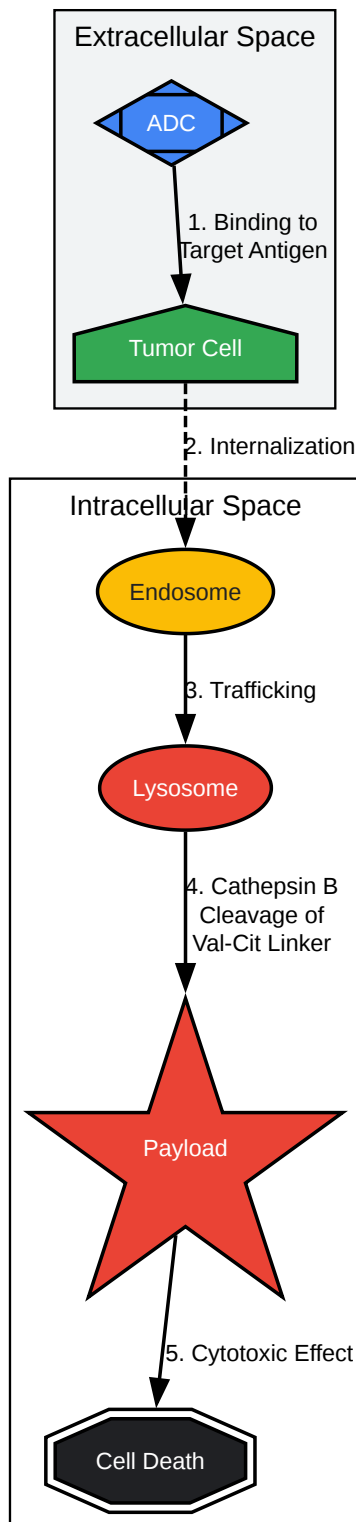 Extracellular Space
ADC
1. Binding to
Target Antigen
Tumor Cell
2. Internalization
Intracellular Space
Endosome
3. Trafficking
Lysosome
4. Cathepsin B
Cleavage of
Val-Cit Linker
Payload
5. Cytotoxic Effect
Cell Death